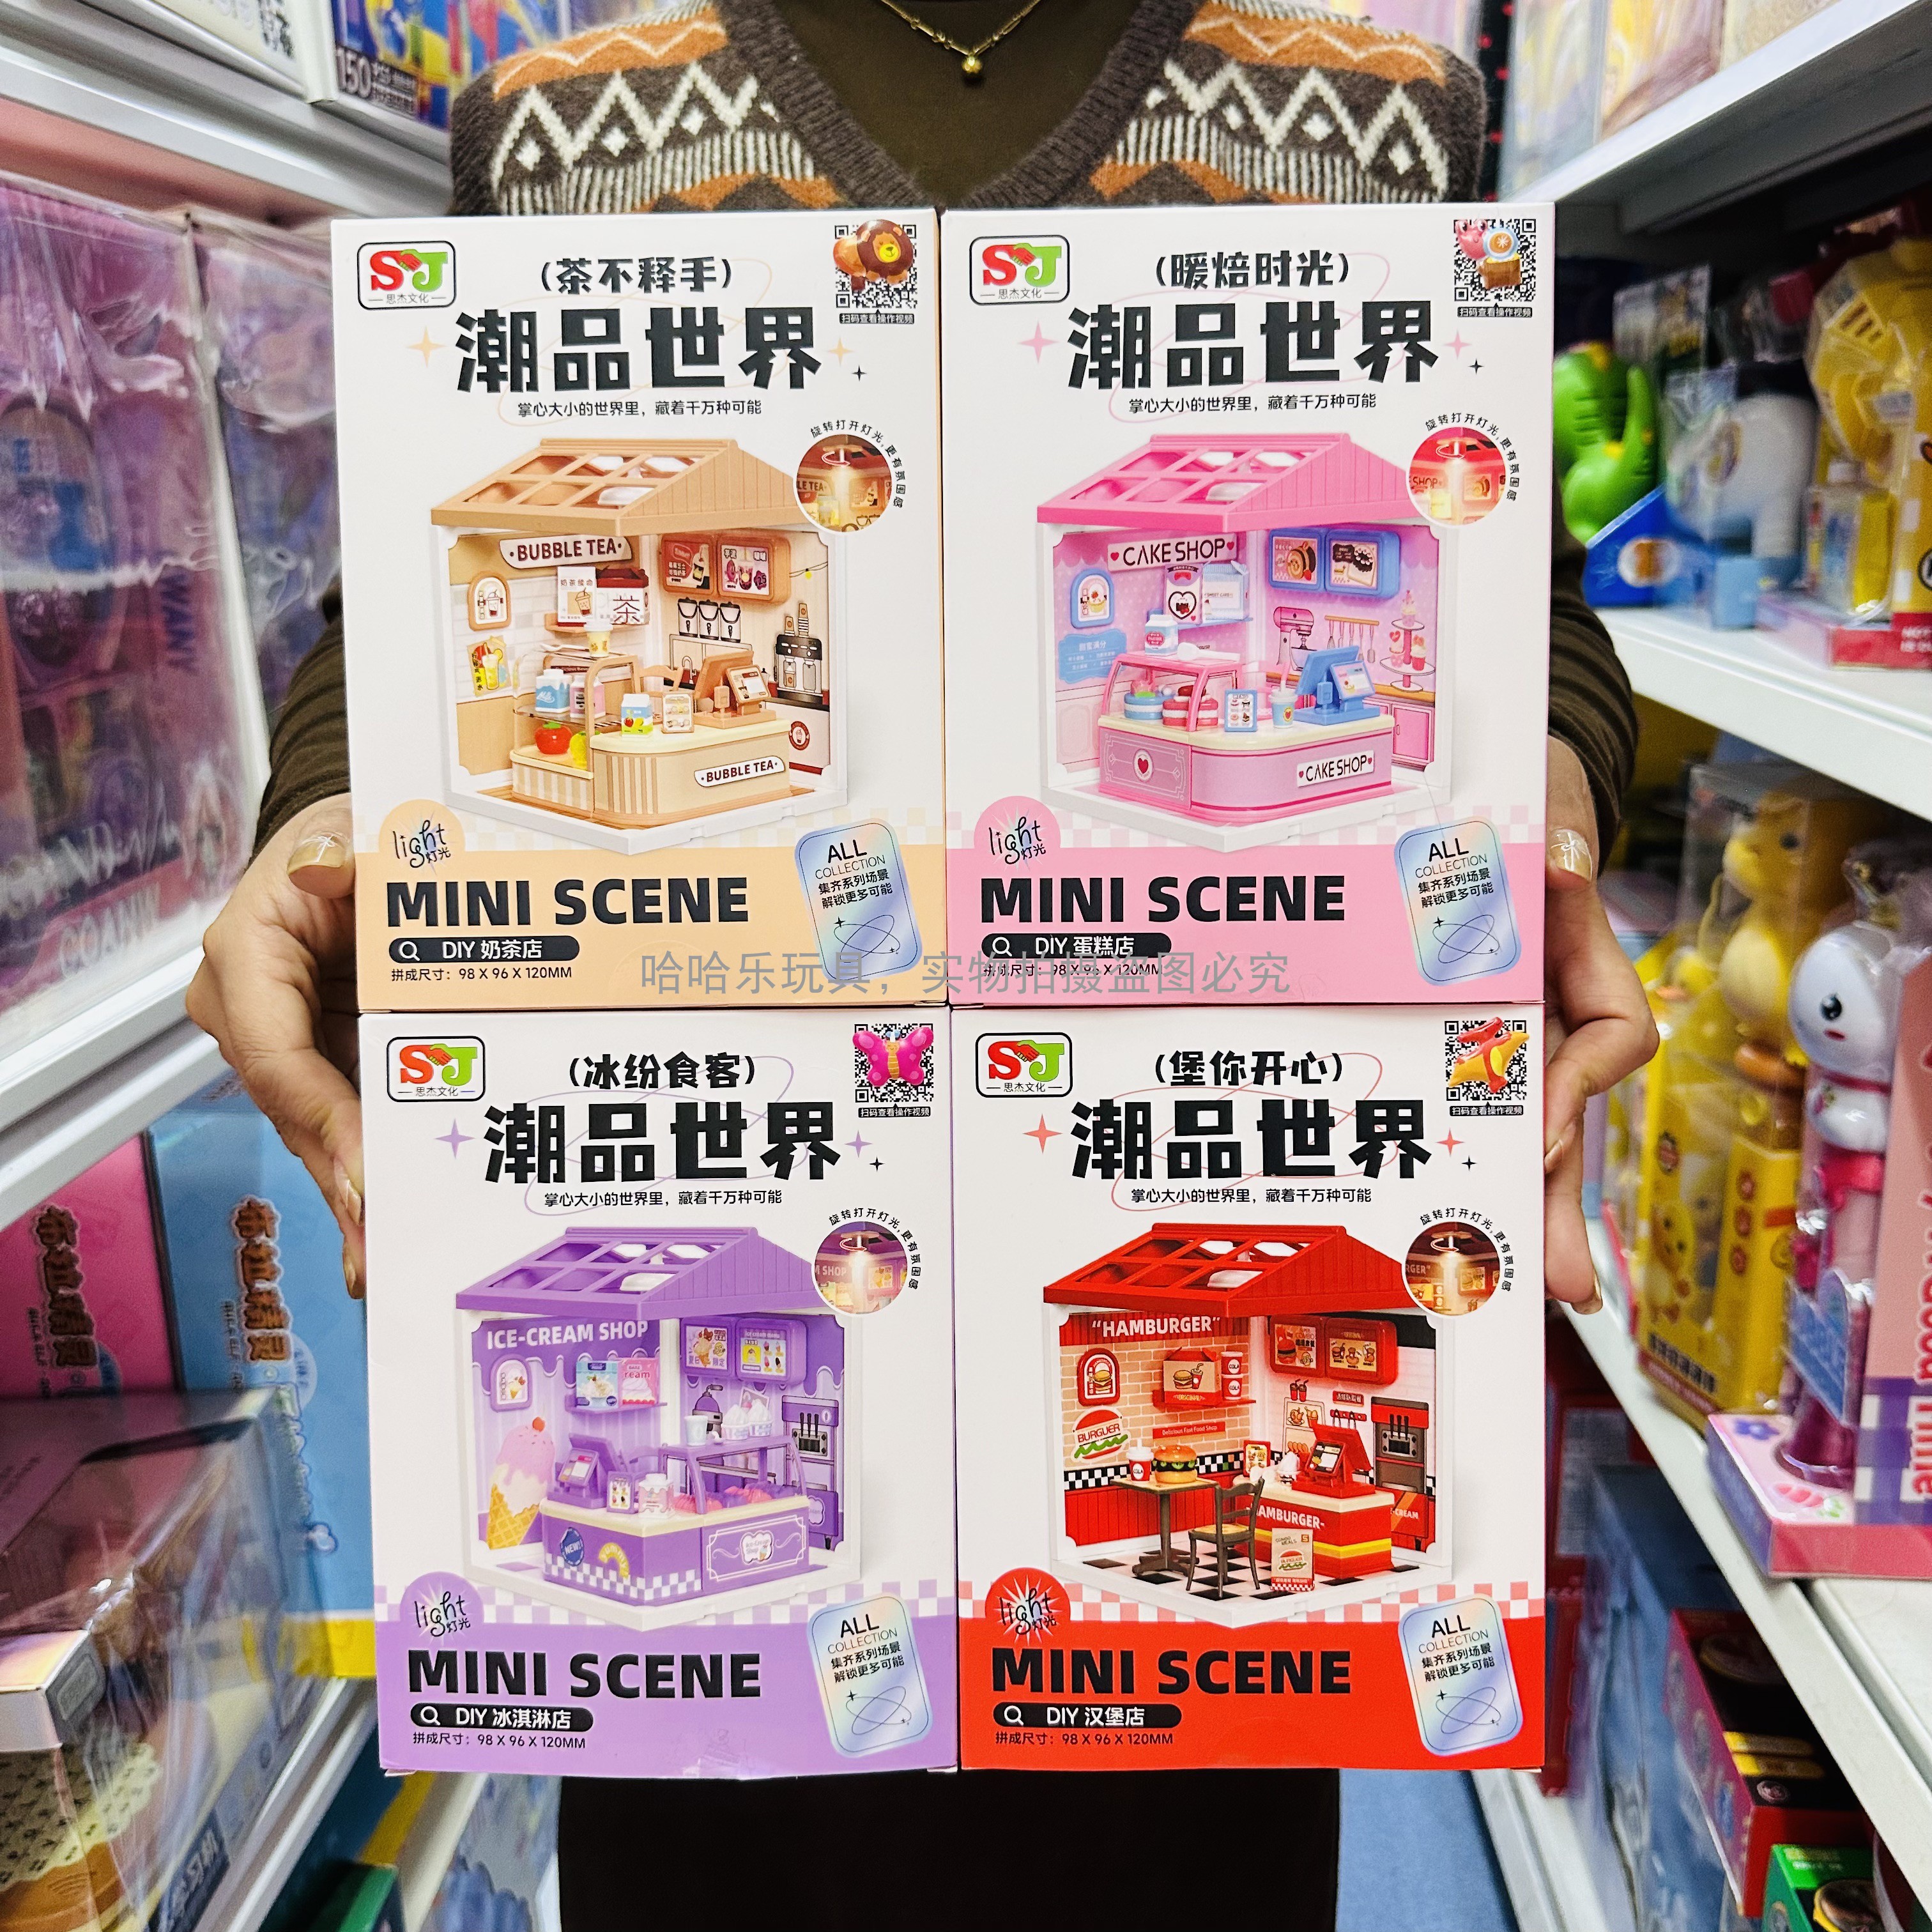 SJ
思杰文化
(茶不释手)
扫码查看操作视频
潮品世界
掌心大小的世界里，藏着千万种可能
旋转打开灯光，更有氛围感
BUBBLE TEA
茶
BUBBLE TEA
light
灯光
ALL
COLLECTION
集齐系列场景
解锁更多可能
MINI SCENE
DIY 奶茶店
拼成尺寸：98 X 96 X 120MM
SJ
思杰文化
(暖焙时光)
扫码查看操作视频
潮品世界
掌心大小的世界里，藏着千万种可能
旋转打开灯光，更有氛围感
CAKE SHOP
CAKE SHOP
light
灯光
ALL
COLLECTION
集齐系列场景
解锁更多可能
MINI SCENE
DIY 蛋糕店
拼成尺寸：98 X 96 X 120MM
哈哈乐玩具，实物拍摄盗图必究
SJ
思杰文化
(冰纷食客)
扫码查看操作视频
潮品世界
掌心大小的世界里，藏着千万种可能
旋转打开灯光，更有氛围感
ICE-CREAM SHOP
NEW!
light
灯光
ALL
COLLECTION
集齐系列场景
解锁更多可能
MINI SCENE
DIY 冰淇淋店
拼成尺寸：98 X 96 X 120MM
SJ
思杰文化
(堡你开心)
扫码查看操作视频
潮品世界
掌心大小的世界里，藏着千万种可能
旋转打开灯光，更有氛围感
"HAMBURGER"
BURGUER
Delicious Fast Food Shop
AMBURGER-
-CREAM
light
灯光
ALL
COLLECTION
集齐系列场景
解锁更多可能
MINI SCENE
DIY 汉堡店
拼成尺寸：98 X 96 X 120MM
150